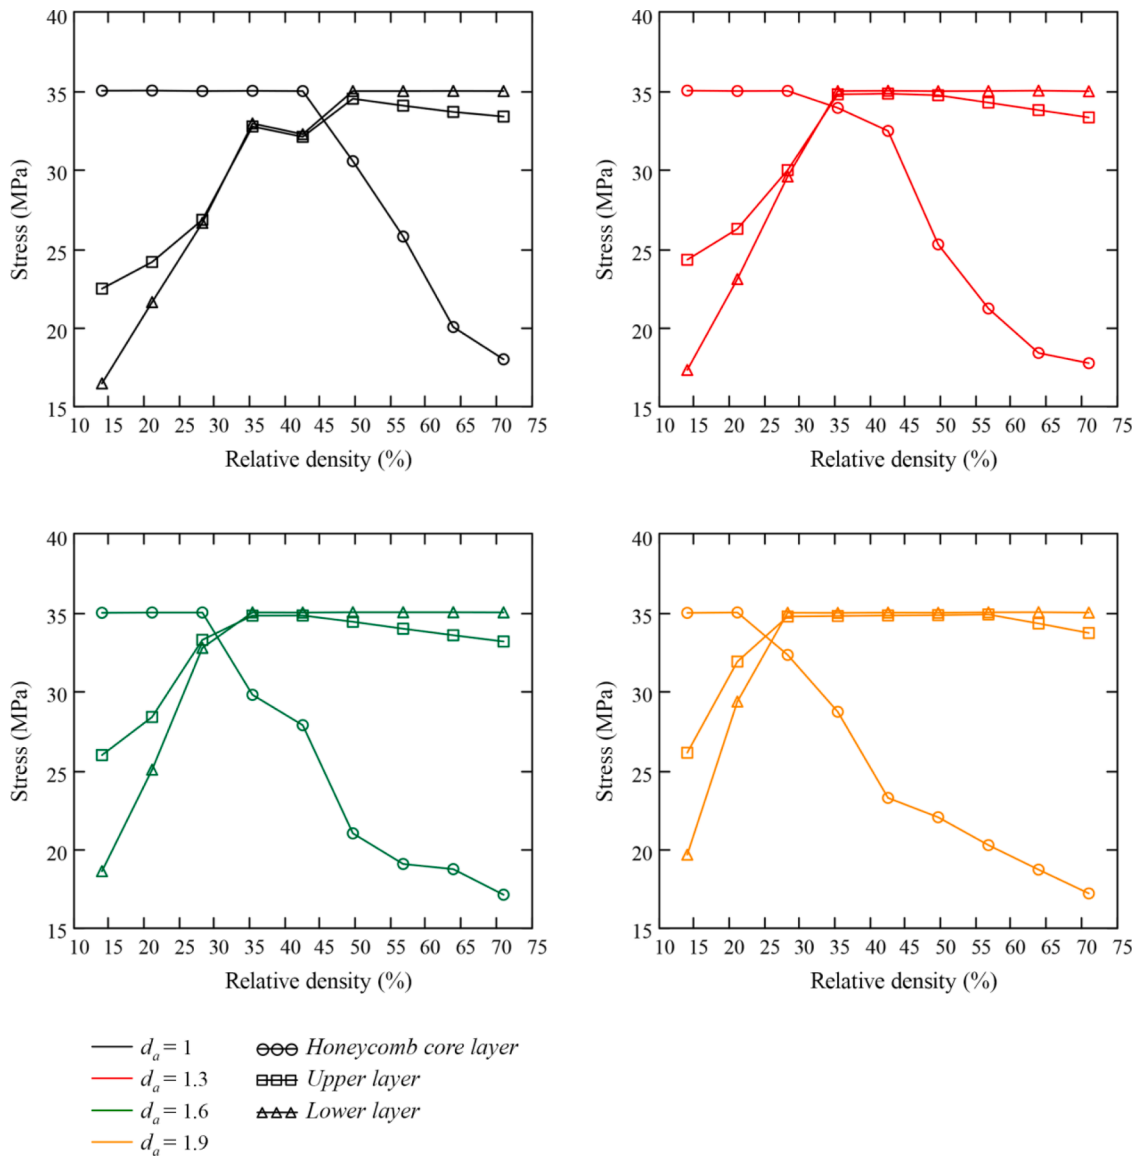 40
35
30
25
20
15
Stress (MPa)
10 15 20 25 30 35 40 45 50 55 60 65 70 75
Relative density (%)
40
35
30
25
20
15
Stress (MPa)
10 15 20 25 30 35 40 45 50 55 60 65 70 75
Relative density (%)
40
35
30
25
20
15
Stress (MPa)
10 15 20 25 30 35 40 45 50 55 60 65 70 75
Relative density (%)
40
35
30
25
20
15
Stress (MPa)
10 15 20 25 30 35 40 45 50 55 60 65 70 75
Relative density (%)
da = 1 Honeycomb core layer
da = 1.3 Upper layer
da = 1.6 Lower layer
da = 1.9